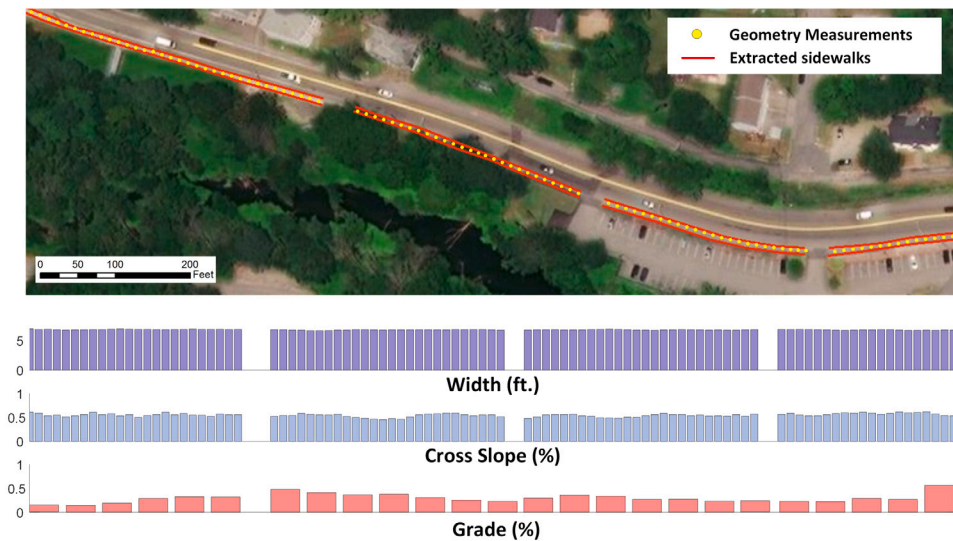 Geometry Measurements
Extracted sidewalks
0 50 100 200
Feet
5
0
Width (ft.)
1
0.5
0
Cross Slope (%)
1
0.5
0
Grade (%)